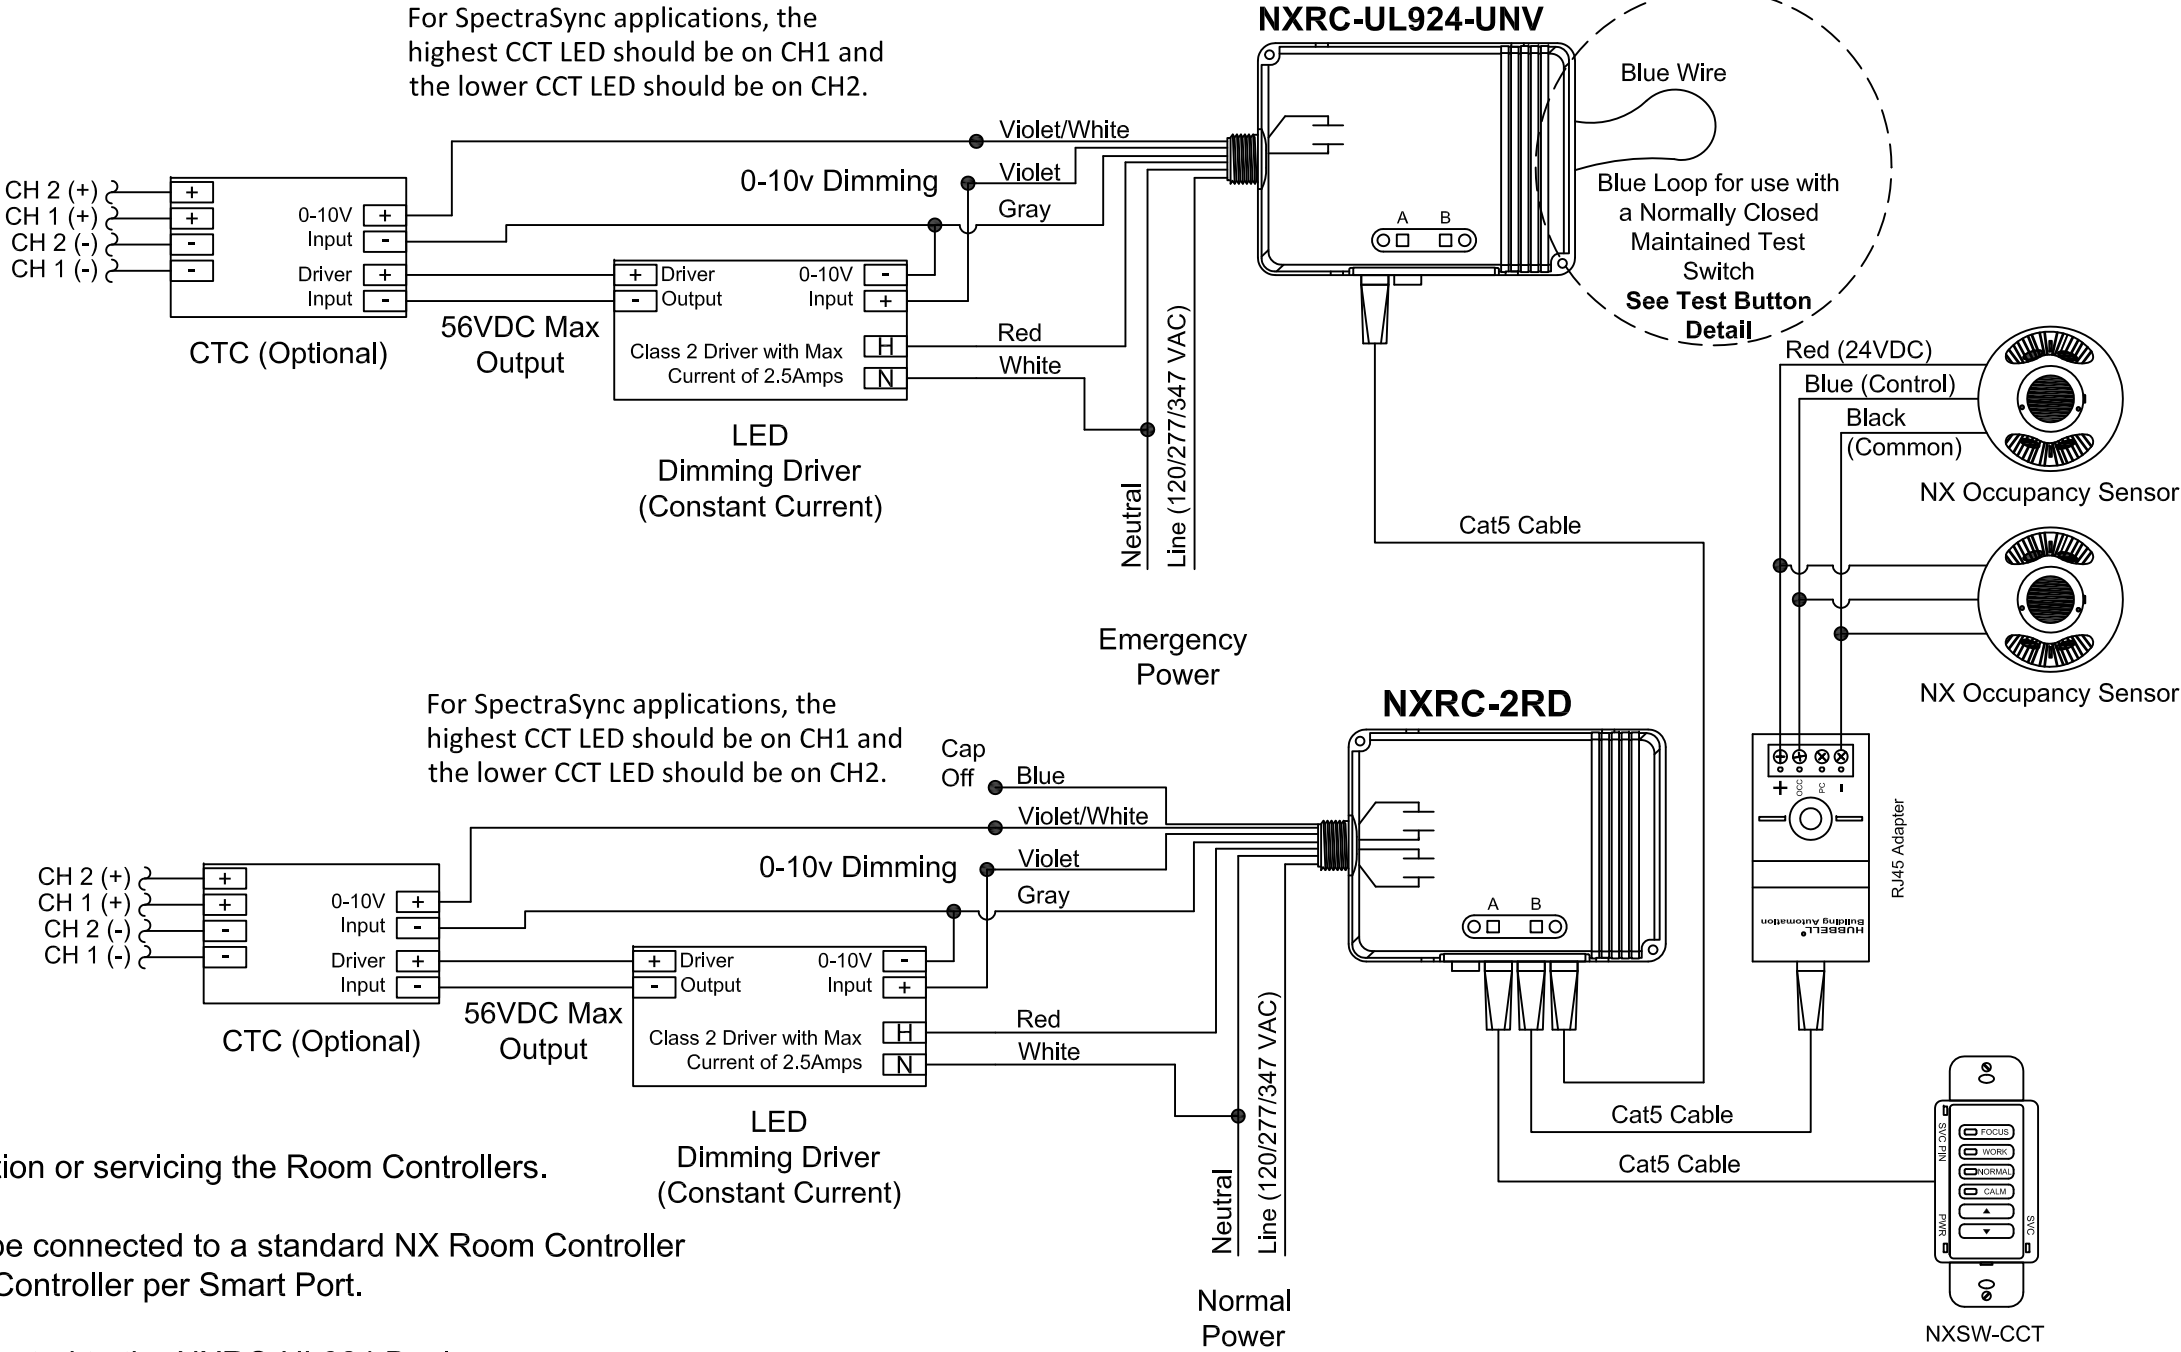 For SpectraSync applications, the
highest CCT LED should be on CH1 and
the lower CCT LED should be on CH2.
NXRC-UL924-UNV
Blue Wire
Blue Loop for use with
a Normally Closed
Maintained Test
Switch
See Test Button
Detail
Violet/White
0-10v Dimming
Violet
Gray
A B
CH 2 (+)
CH 1 (+)
CH 2 (-)
CH 1 (-)
+
+
-
-
0-10V +
Input -
Driver +
Input -
CTC (Optional)
56VDC Max
Output
+ Driver
- Output
0-10V -
Input +
Class 2 Driver with Max
Current of 2.5Amps
H
N
Red
White
LED
Dimming Driver
(Constant Current)
Neutral
Line (120/277/347 VAC)
Emergency
Power
Cat5 Cable
Red (24VDC)
Blue (Control)
Black
(Common)
NX Occupancy Sensor
NX Occupancy Sensor
For SpectraSync applications, the
highest CCT LED should be on CH1 and
the lower CCT LED should be on CH2.
NXRC-2RD
Cap
Off
Blue
Violet/White
0-10v Dimming
Violet
Gray
A B
CH 2 (+)
CH 1 (+)
CH 2 (-)
CH 1 (-)
+
+
-
-
0-10V +
Input -
Driver +
Input -
CTC (Optional)
56VDC Max
Output
+ Driver
- Output
0-10V -
Input +
Class 2 Driver with Max
Current of 2.5Amps
H
N
Red
White
LED
Dimming Driver
(Constant Current)
Neutral
Line (120/277/347 VAC)
Normal
Power
+ OCC PC -
RJ45 Adapter
HUBBELL
Building Automation
Cat5 Cable
Cat5 Cable
SVC PIN
FOCUS
WORK
NORMAL
CALM
PWR
SVC
NXSW-CCT
tion or servicing the Room Controllers.
be connected to a standard NX Room Controller
Controller per Smart Port.